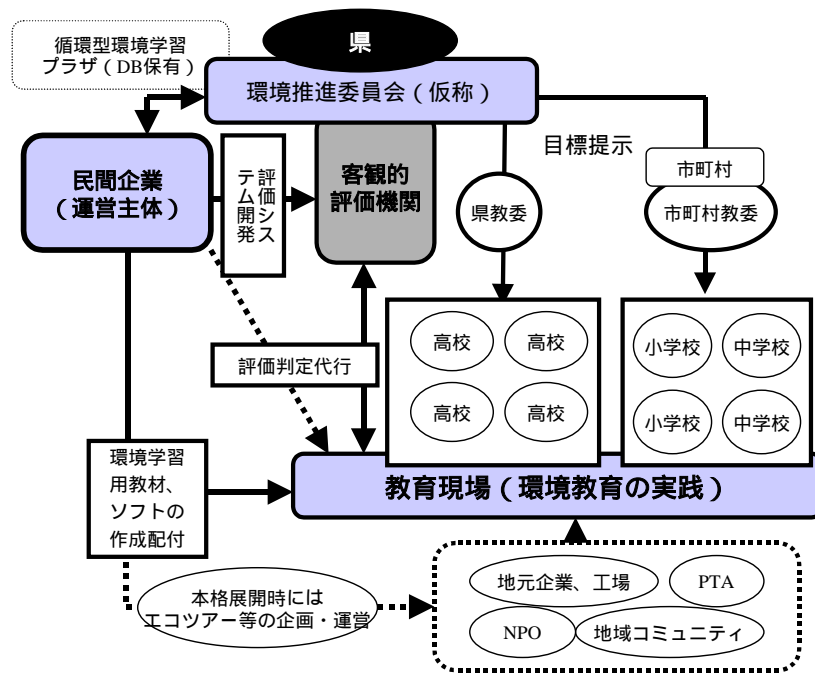 県
循環型環境学習
プラザ（DB保有）
環境推進委員会（仮称）
目標提示
民間企業
（運営主体）
評価シス
テム開発
客観的
評価機関
県教委
市町村
市町村教委
高校
高校
高校
高校
小学校
中学校
小学校
中学校
評価判定代行
環境学習
用教材、
ソフトの
作成配付
教育現場（環境教育の実践）
本格展開時には
エコツアー等の企画・運営
地元企業、工場
PTA
NPO
地域コミュニティ